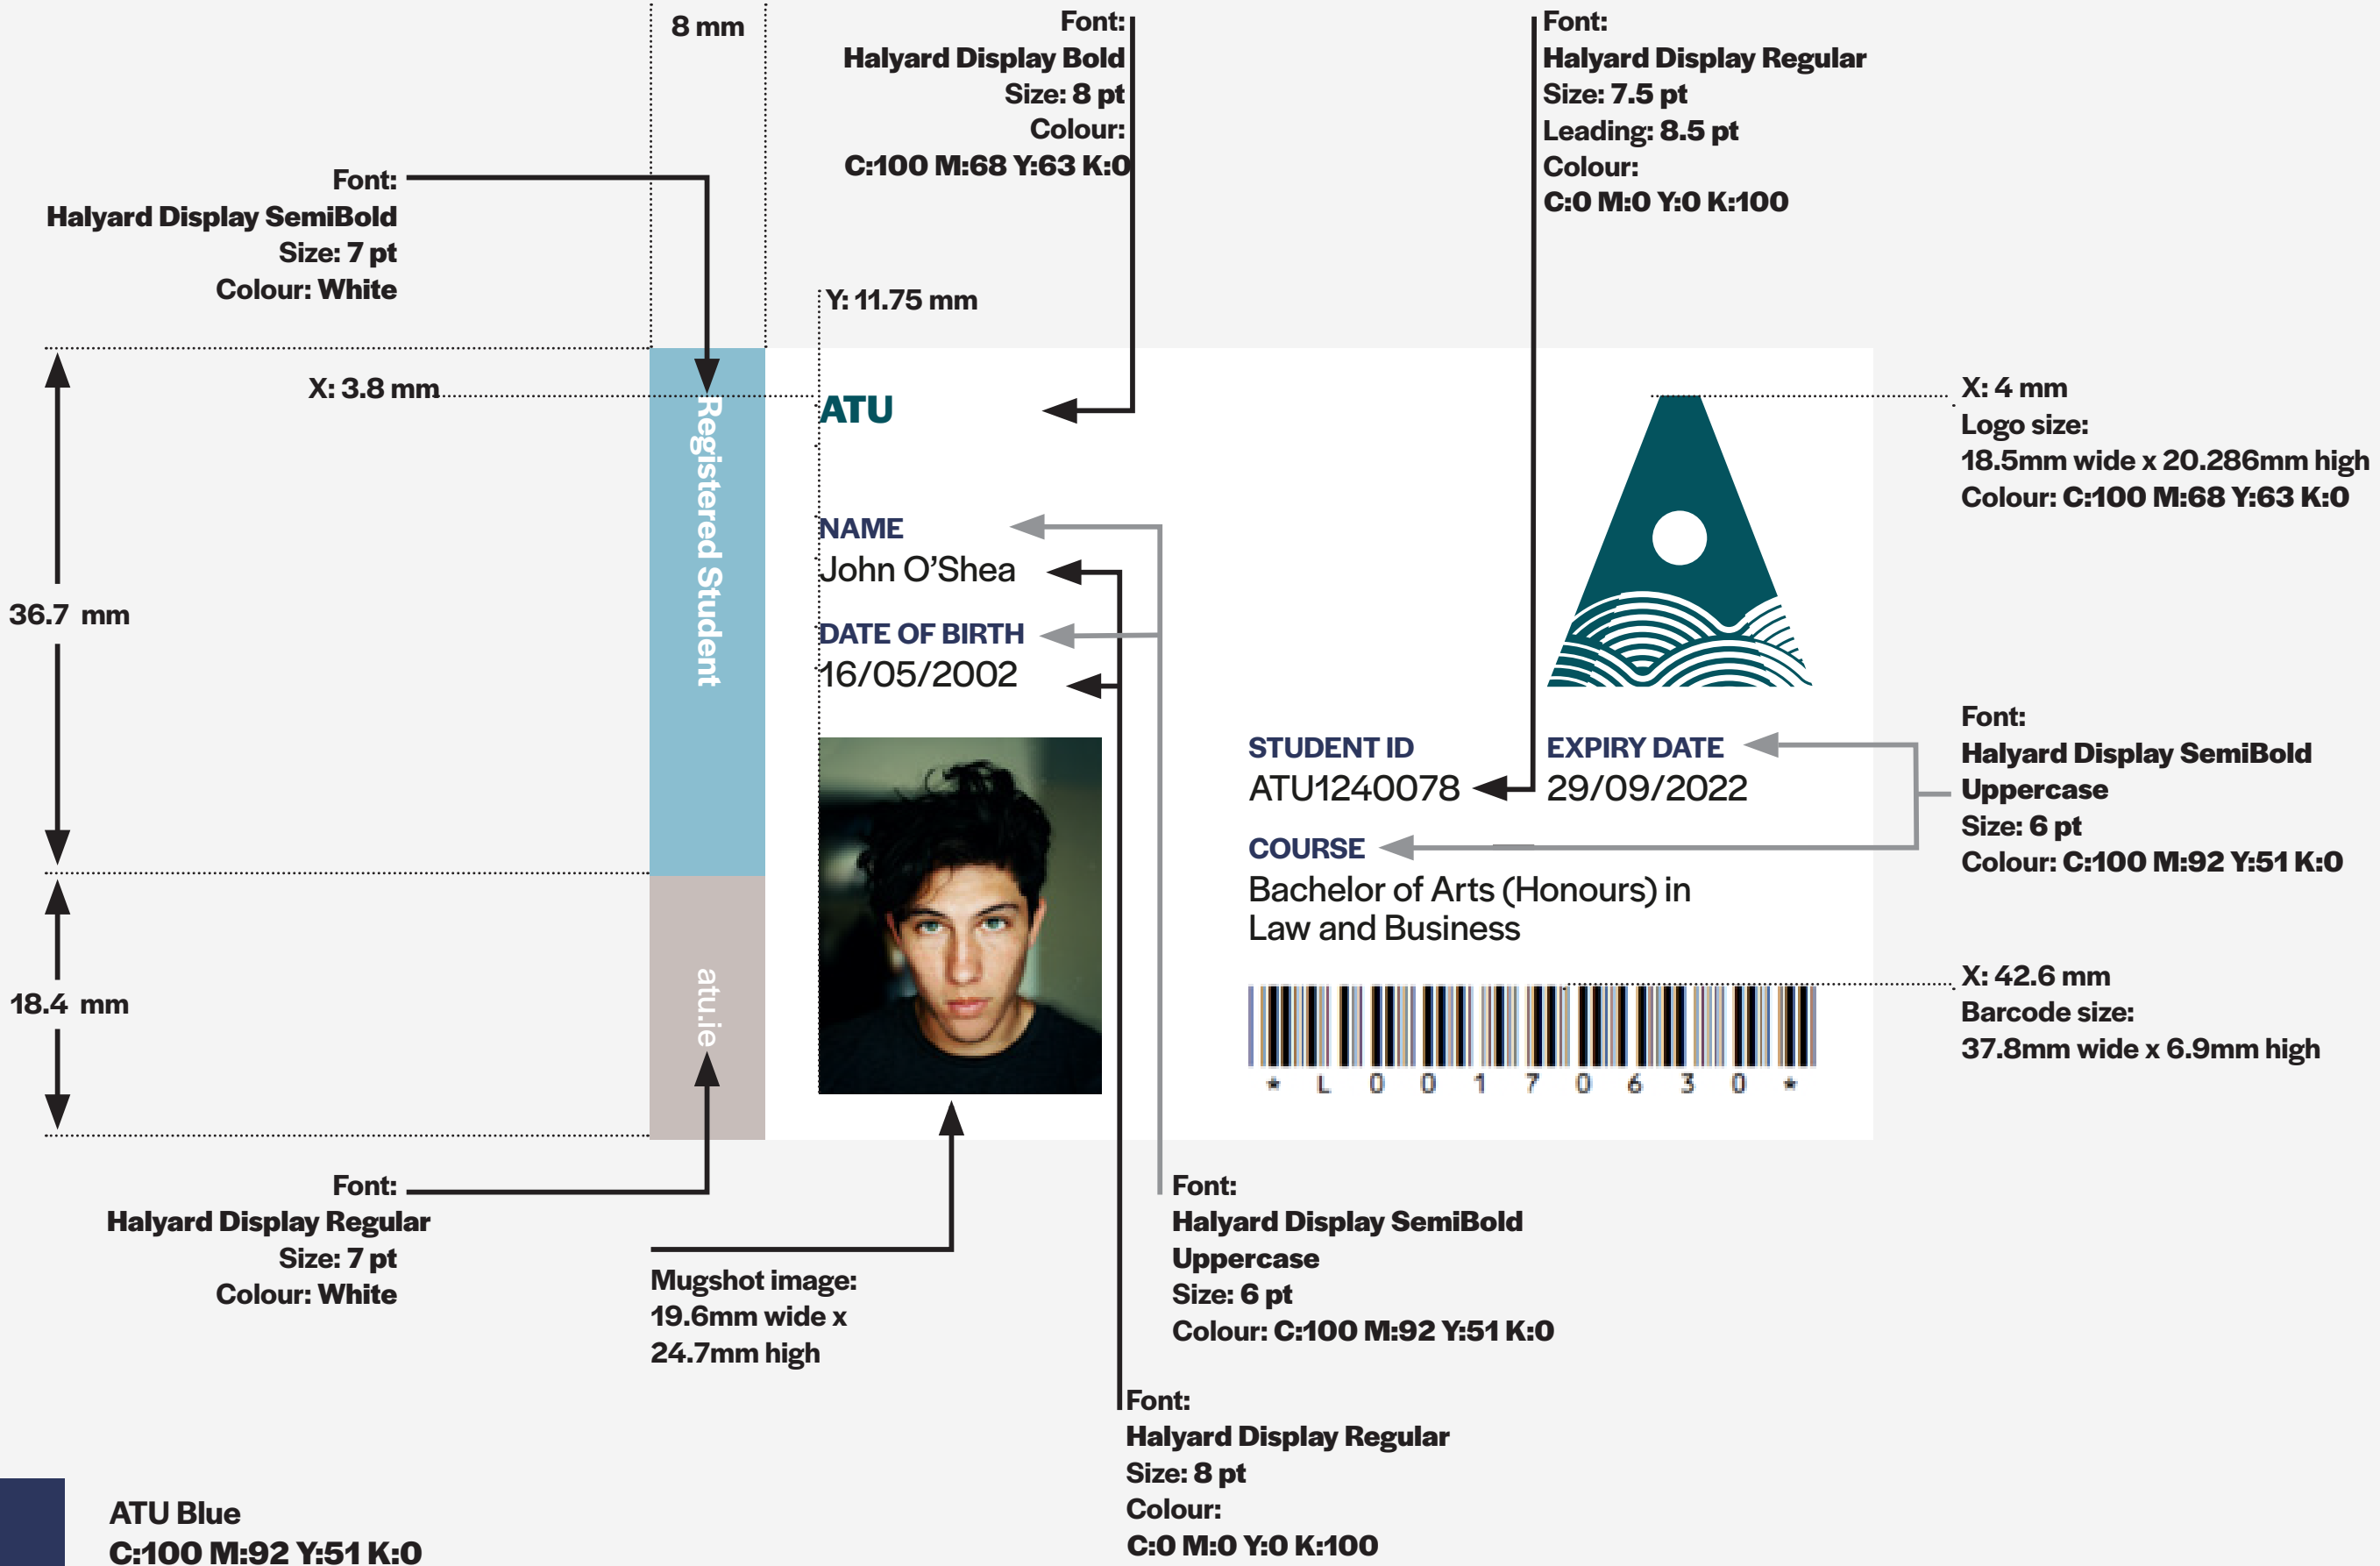 8 mm
Font:
Halyard Display Bold
Size: 8 pt
Colour:
C:100 M:68 Y:63 K:0
Font:
Halyard Display Regular
Size: 7.5 pt
Leading: 8.5 pt
Colour:
C:0 M:0 Y:0 K:100
Font:
Halyard Display SemiBold
Size: 7 pt
Colour: White
Y: 11.75 mm
X: 3.8 mm
36.7 mm
18.4 mm
Registered Student
atu.ie
ATU
NAME
John O’Shea
DATE OF BIRTH
16/05/2002
STUDENT ID
ATU1240078
EXPIRY DATE
29/09/2022
COURSE
Bachelor of Arts (Honours) in
Law and Business
* L 0 0 1 7 0 6 3 0 *
X: 4 mm
Logo size:
18.5mm wide x 20.286mm high
Colour: C:100 M:68 Y:63 K:0
Font:
Halyard Display SemiBold
Uppercase
Size: 6 pt
Colour: C:100 M:92 Y:51 K:0
X: 42.6 mm
Barcode size:
37.8mm wide x 6.9mm high
Font:
Halyard Display Regular
Size: 7 pt
Colour: White
Mugshot image:
19.6mm wide x
24.7mm high
Font:
Halyard Display SemiBold
Uppercase
Size: 6 pt
Colour: C:100 M:92 Y:51 K:0
Font:
Halyard Display Regular
Size: 8 pt
Colour:
C:0 M:0 Y:0 K:100
ATU Blue
C:100 M:92 Y:51 K:0